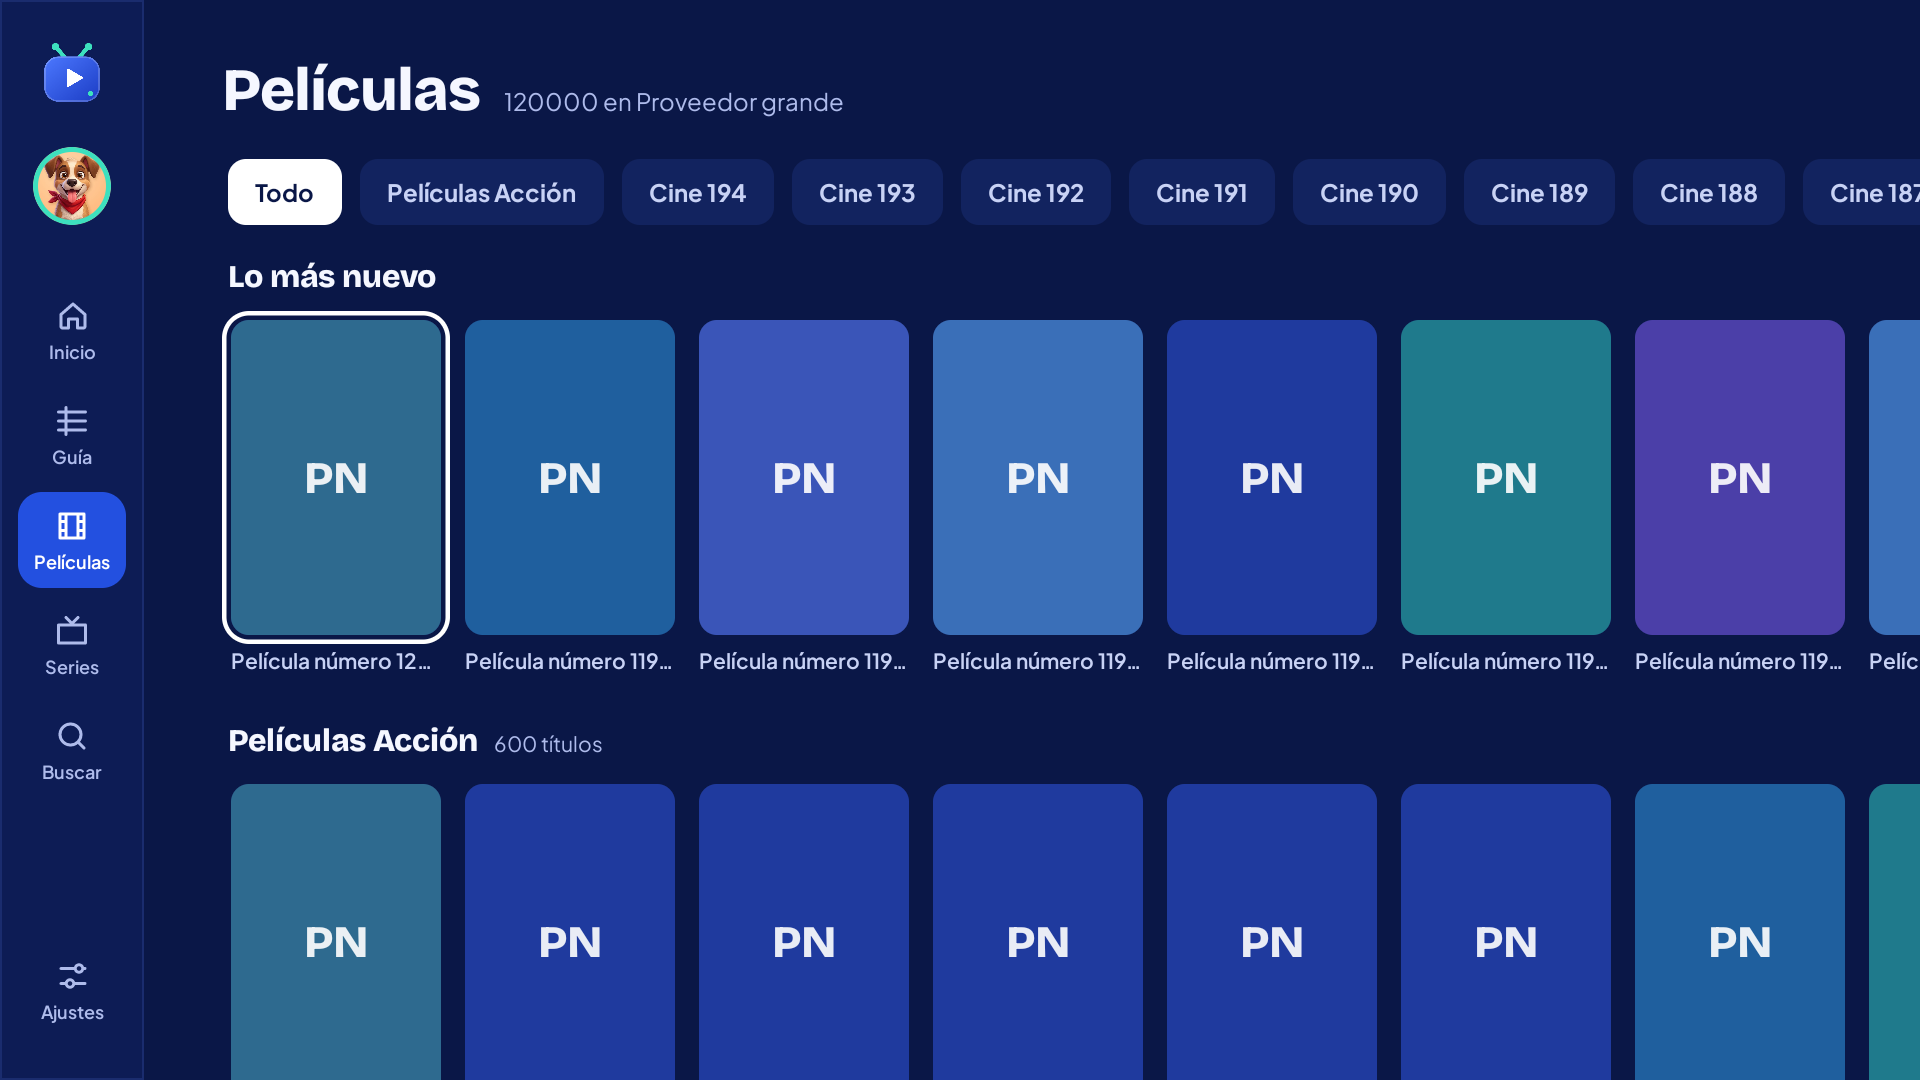 Películas 120000 en Proveedor grande
Todo Películas Acción Cine 194 Cine 193 Cine 192 Cine 191 Cine 190 Cine 189 Cine 188 Cine 187
Lo más nuevo
PN PN PN PN PN PN PN
Película número 12... Película número 119... Película número 119... Película número 119... Película número 119... Película número 119... Película número 119... Pelíc
Películas Acción 600 títulos
PN PN PN PN PN PN PN
Inicio
Guía
Películas
Series
Buscar
Ajustes